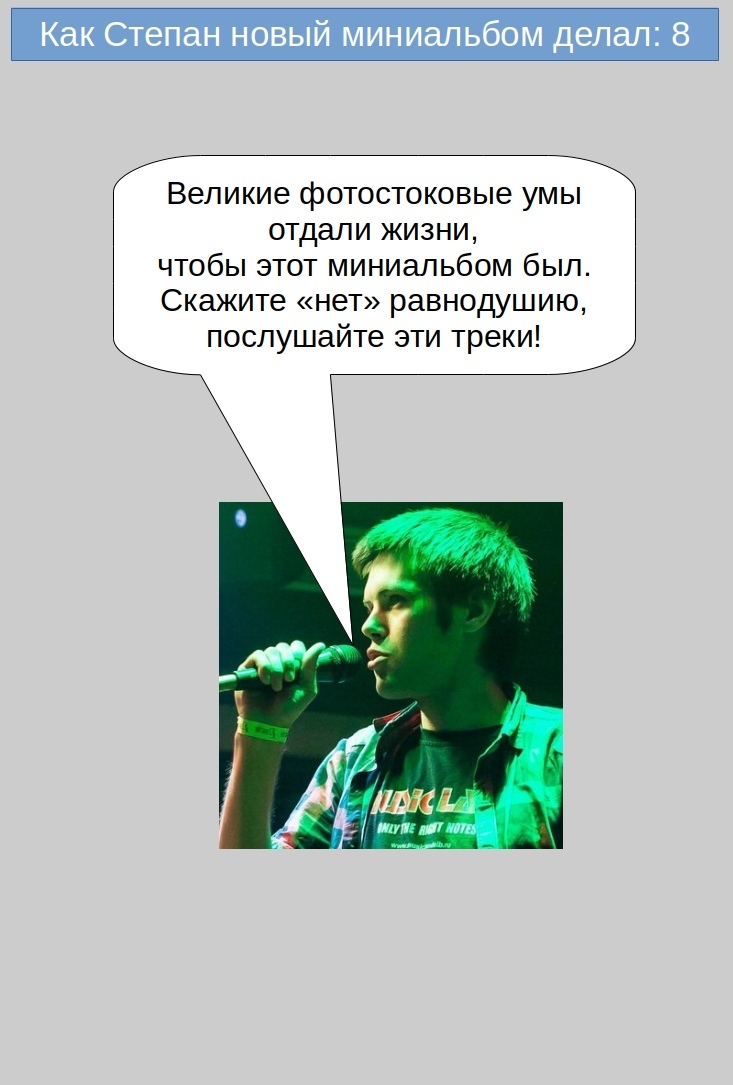 Как Степан новый миниальбом делал: 8
Великие фотостоковые умы
отдали жизни,
чтобы этот миниальбом был.
Скажите «нет» равнодушию,
послушайте эти треки!
ONLY THE RIGHT NOTES